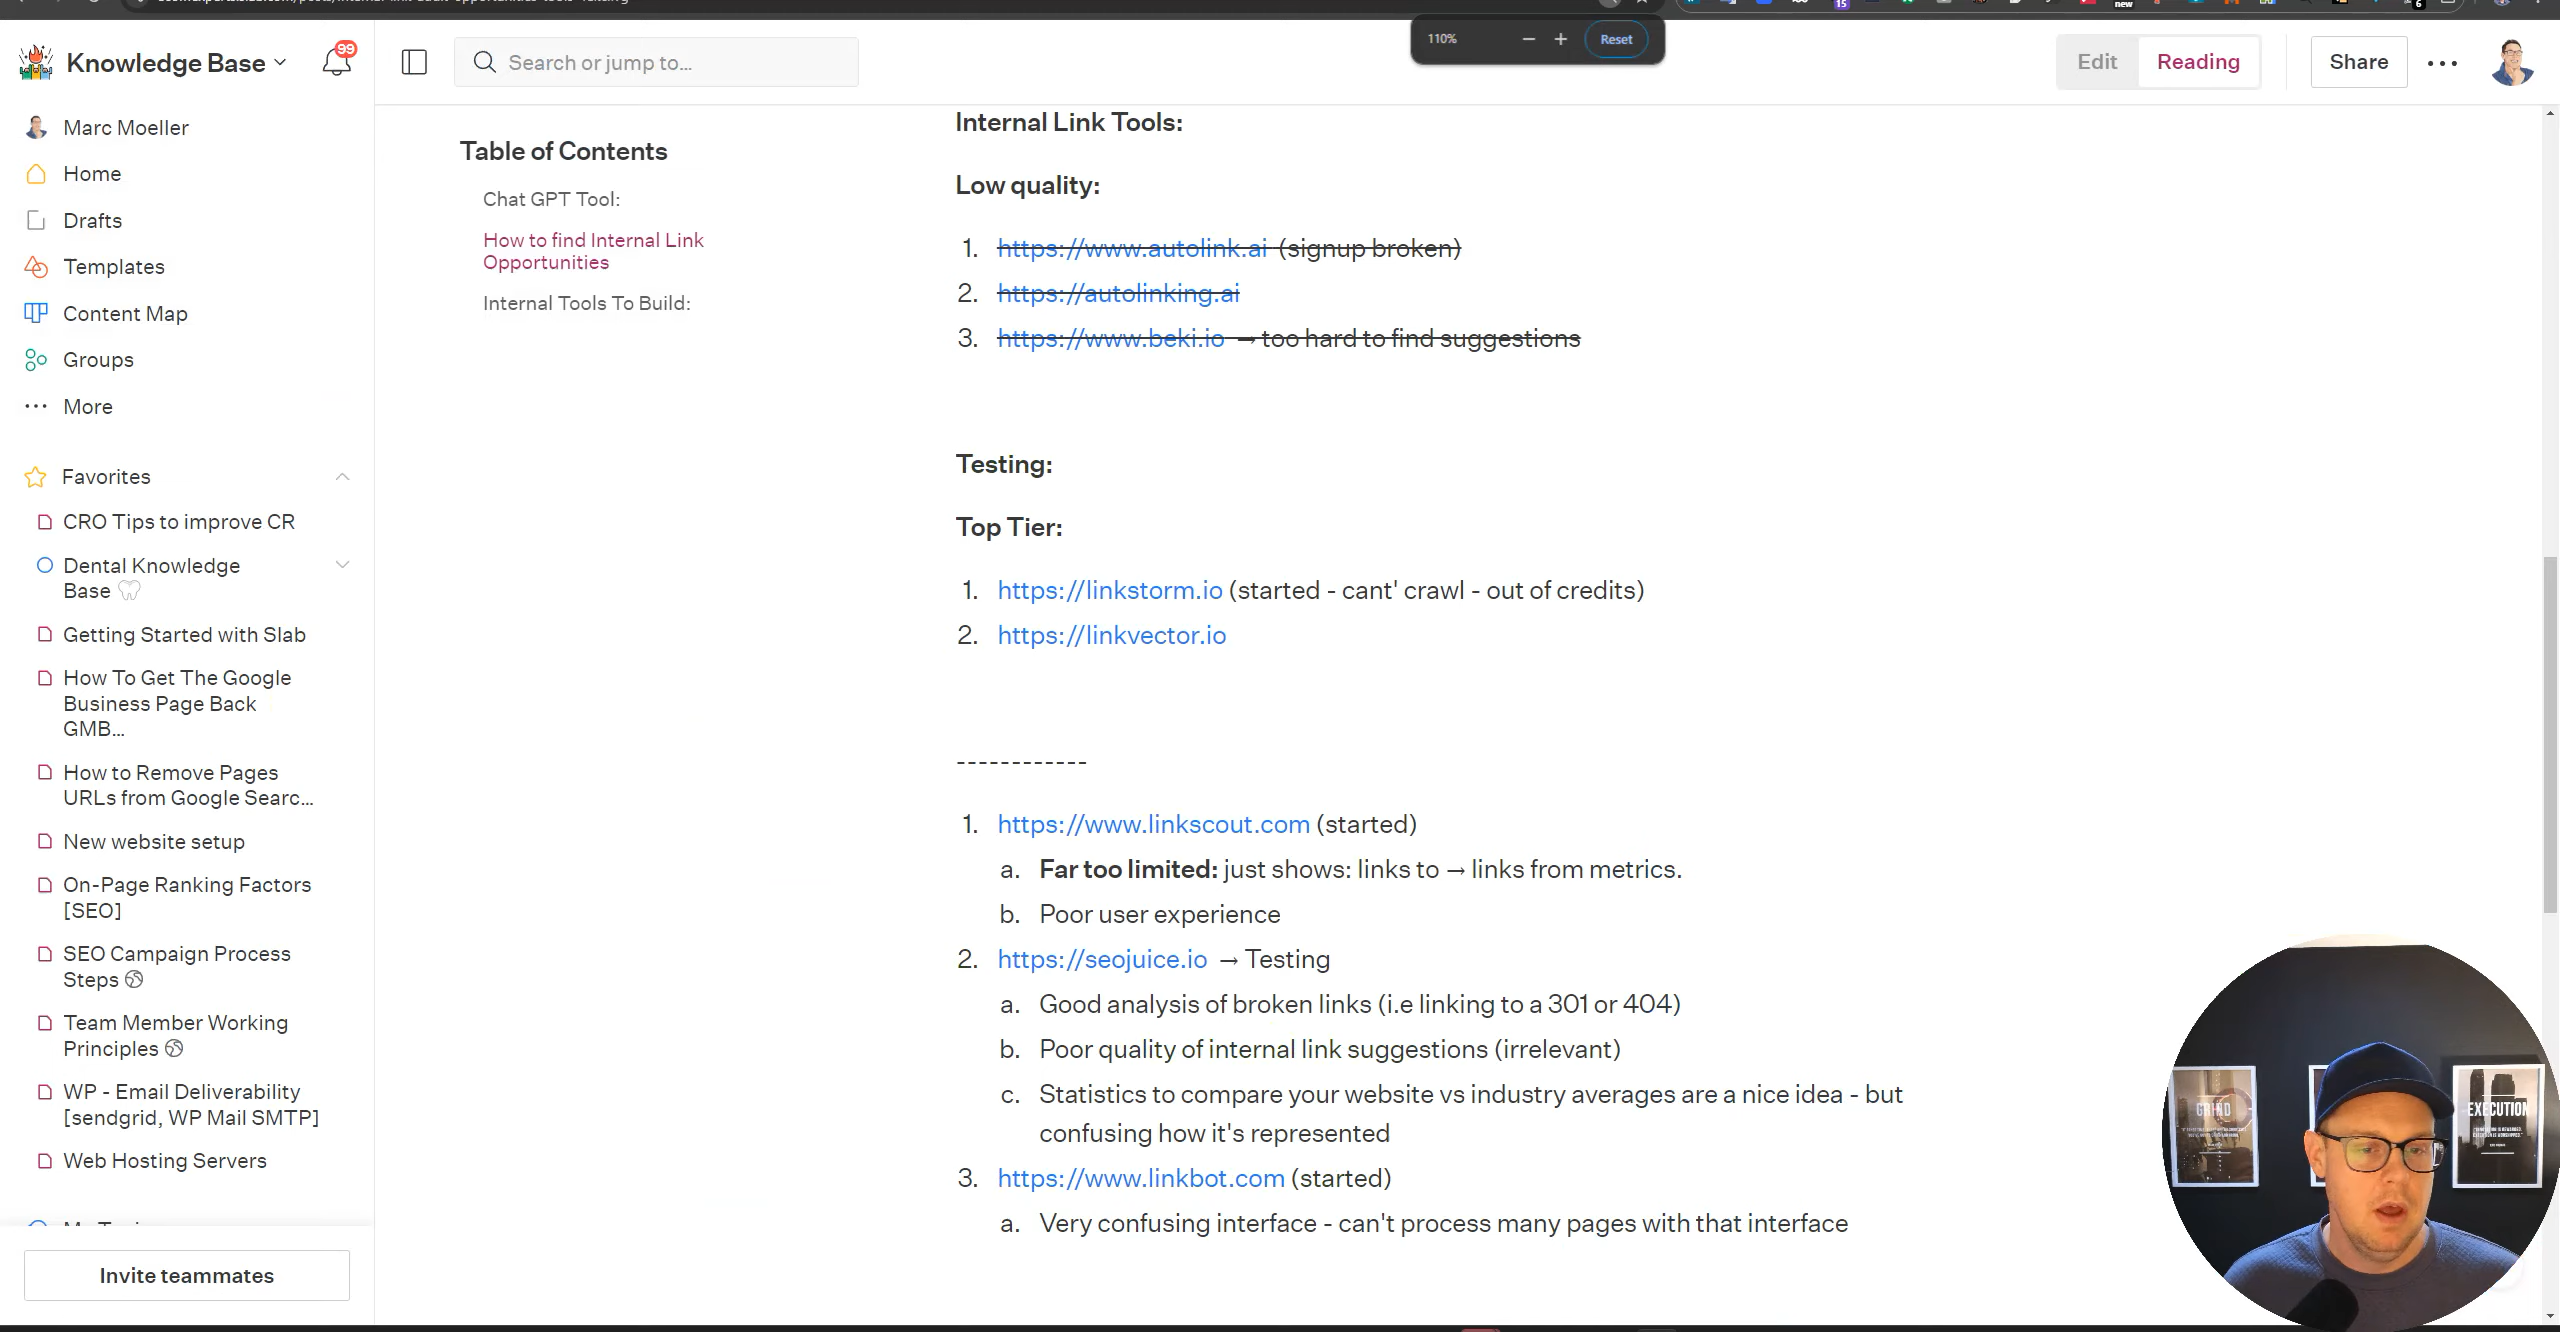 110%
Reset
15
new
6
Knowledge Base
99
Search or jump to...
Edit
Reading
Share
Marc Moeller
Home
Drafts
Templates
Content Map
Groups
More
Favorites
CRO Tips to improve CR
Dental Knowledge
Base
Getting Started with Slab
How To Get The Google
Business Page Back
GMB...
How to Remove Pages
URLs from Google Searc...
New website setup
On-Page Ranking Factors
[SEO]
SEO Campaign Process
Steps
Team Member Working
Principles
WP - Email Deliverability
[sendgrid, WP Mail SMTP]
Web Hosting Servers
Invite teammates
Table of Contents
Chat GPT Tool:
How to find Internal Link
Opportunities
Internal Tools To Build:
Internal Link Tools:
Low quality:
1. https://www.autolink.ai (signup broken)
2. https://autolinking.ai
3. https://www.beki.io → too hard to find suggestions
Testing:
Top Tier:
1. https://linkstorm.io (started - cant' crawl - out of credits)
2. https://linkvector.io
------------
1. https://www.linkscout.com (started)
a. Far too limited: just shows: links to → links from metrics.
b. Poor user experience
2. https://seojuice.io → Testing
a. Good analysis of broken links (i.e linking to a 301 or 404)
b. Poor quality of internal link suggestions (irrelevant)
c. Statistics to compare your website vs industry averages are a nice idea - but
confusing how it's represented
3. https://www.linkbot.com (started)
a. Very confusing interface - can't process many pages with that interface
GRIND
EXECUTION